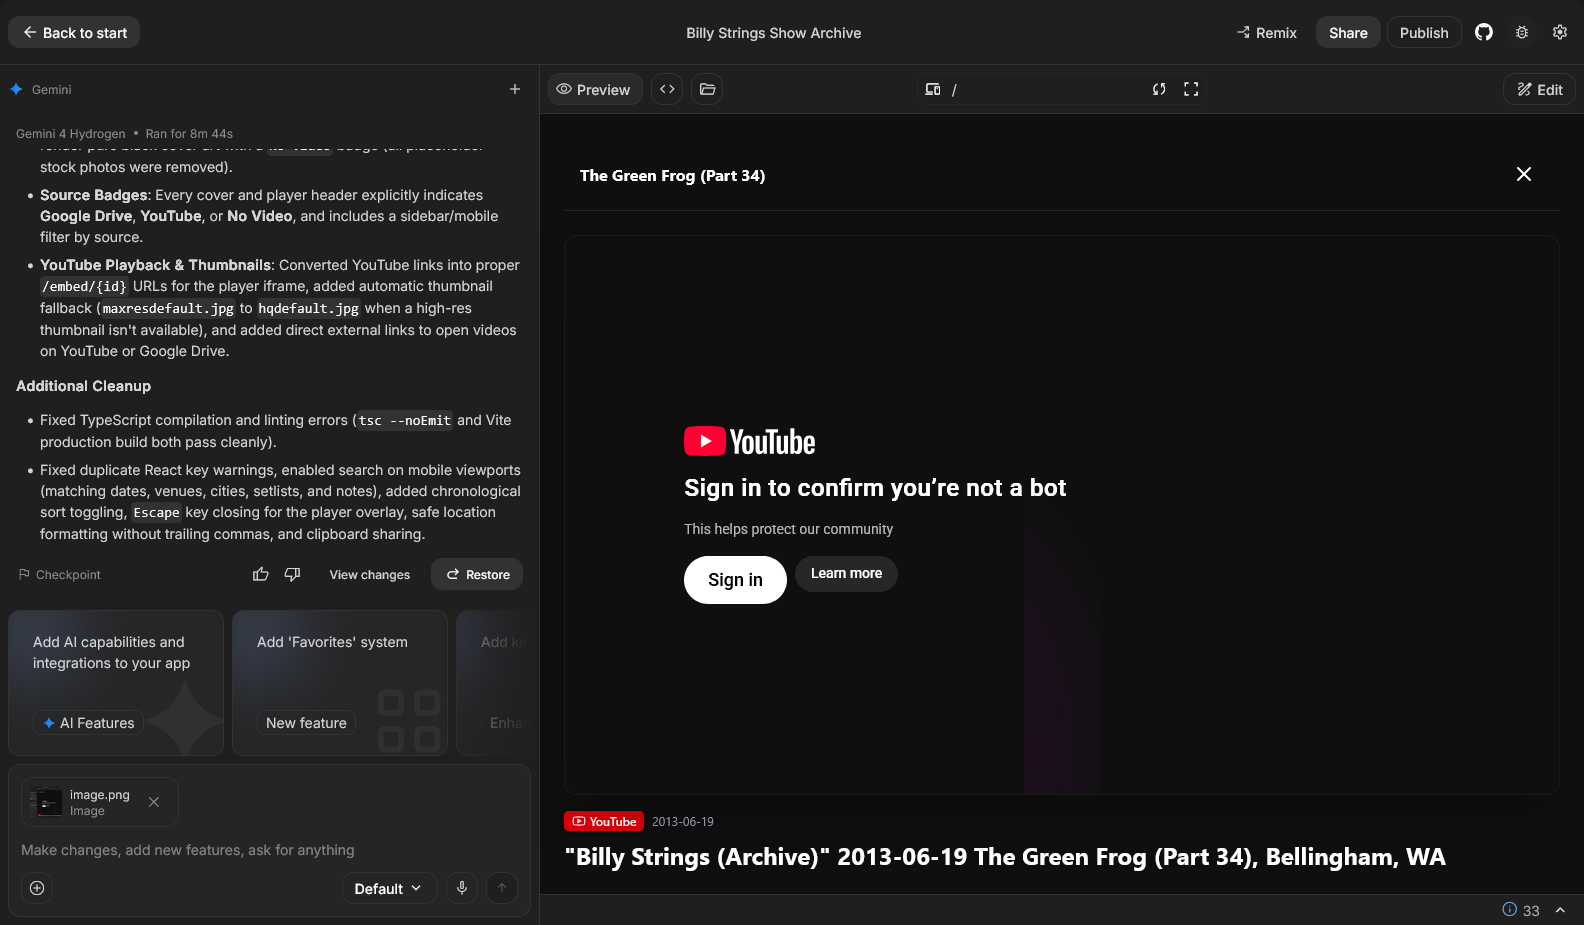 Back to start
Billy Strings Show Archive
Remix
Share
Publish
Gemini
Preview
/
Edit
Gemini 4 Hydrogen • Ran for 8m 44s
stock photos were removed).
• Source Badges: Every cover and player header explicitly indicates
Google Drive, YouTube, or No Video, and includes a sidebar/mobile
filter by source.
• YouTube Playback & Thumbnails: Converted YouTube links into proper
/embed/{id} URLs for the player iframe, added automatic thumbnail
fallback (maxresdefault.jpg to hqdefault.jpg when a high-res
thumbnail isn't available), and added direct external links to open videos
on YouTube or Google Drive.
Additional Cleanup
• Fixed TypeScript compilation and linting errors (tsc --noEmit and Vite
production build both pass cleanly).
• Fixed duplicate React key warnings, enabled search on mobile viewports
(matching dates, venues, cities, setlists, and notes), added chronological
sort toggling, Escape key closing for the player overlay, safe location
formatting without trailing commas, and clipboard sharing.
Checkpoint
View changes
Restore
Add AI capabilities and
integrations to your app
AI Features
Add 'Favorites' system
New feature
Add
image.png
Image
Make changes, add new features, ask for anything
Default
The Green Frog (Part 34)
YouTube
Sign in to confirm you're not a bot
This helps protect our community
Sign in
Learn more
YouTube
2013-06-19
"Billy Strings (Archive)" 2013-06-19 The Green Frog (Part 34), Bellingham, WA
33